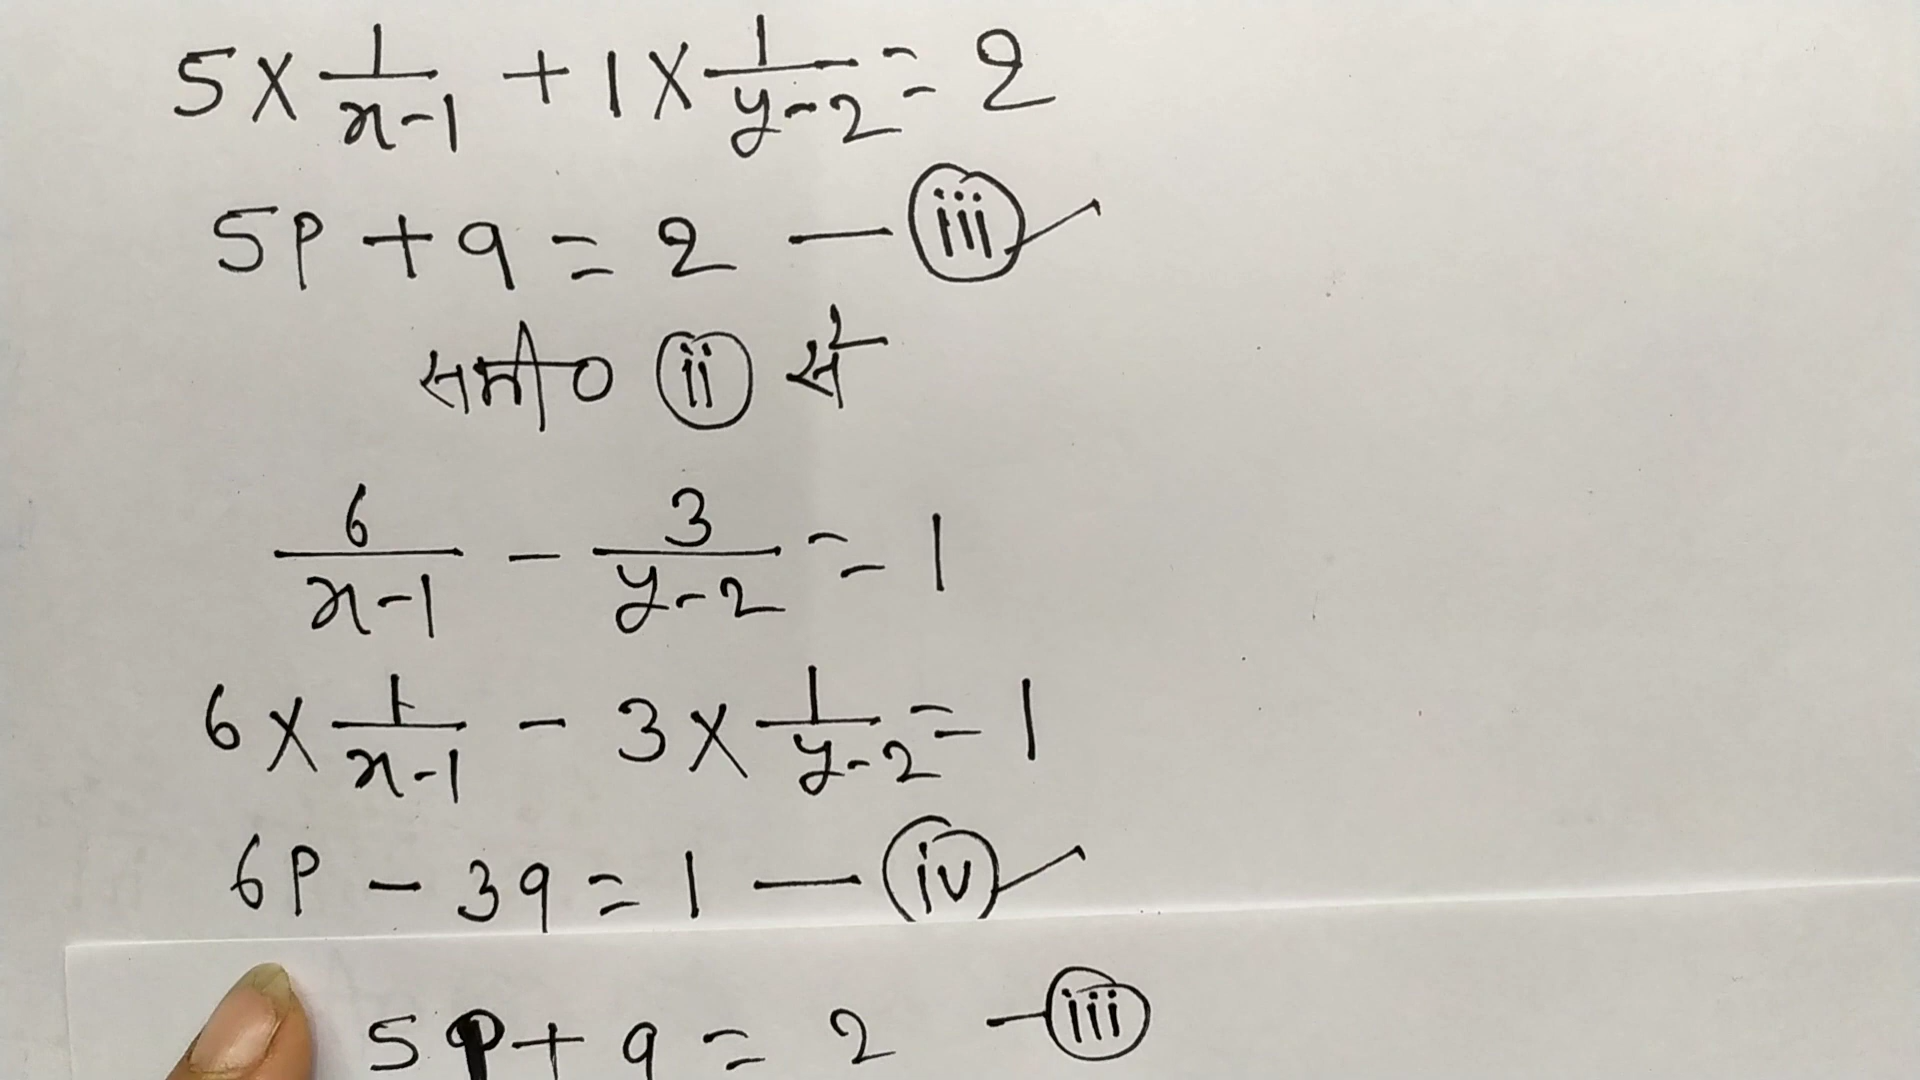 5 × 1/(x-1) + 1 × 1/(y-2) = 2
5p + q = 2 — (iii)
समी० (ii) से
6/(x-1) - 3/(y-2) = 1
6 × 1/(x-1) - 3 × 1/(y-2) = 1
6p - 3q = 1 — (iv)
5p + q = 2 — (iii)